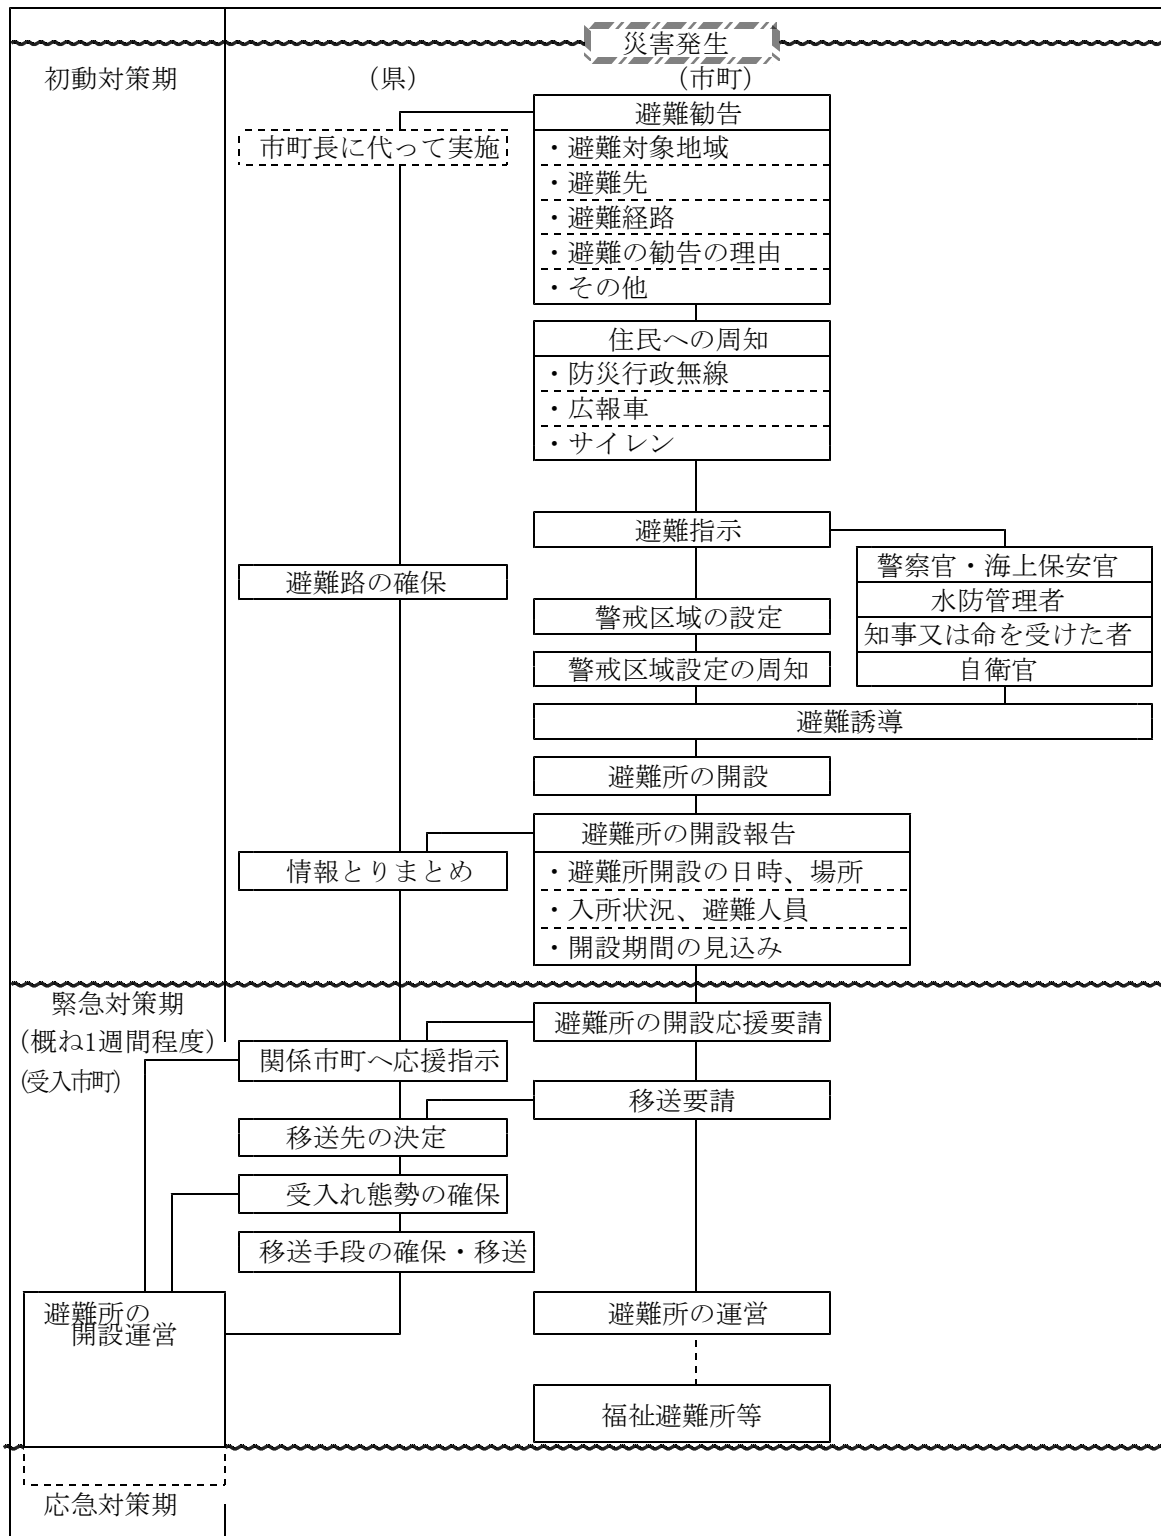 災害発生
初動対策期
（県）
（市町）
避難勧告
市町長に代って実施
・避難対象地域
・避難先
・避難経路
・避難の勧告の理由
・その他
住民への周知
・防災行政無線
・広報車
・サイレン
避難指示
警察官・海上保安官
避難路の確保
水防管理者
警戒区域の設定
知事又は命を受けた者
警戒区域設定の周知
自衛官
避難誘導
避難所の開設
避難所の開設報告
情報とりまとめ
・避難所開設の日時、場所
・入所状況、避難人員
・開設期間の見込み
緊急対策期
（概ね1週間程度）
（受入市町）
避難所の開設応援要請
関係市町へ応援指示
移送要請
移送先の決定
受入れ態勢の確保
移送手段の確保・移送
避難所の
開設運営
避難所の運営
福祉避難所等
応急対策期